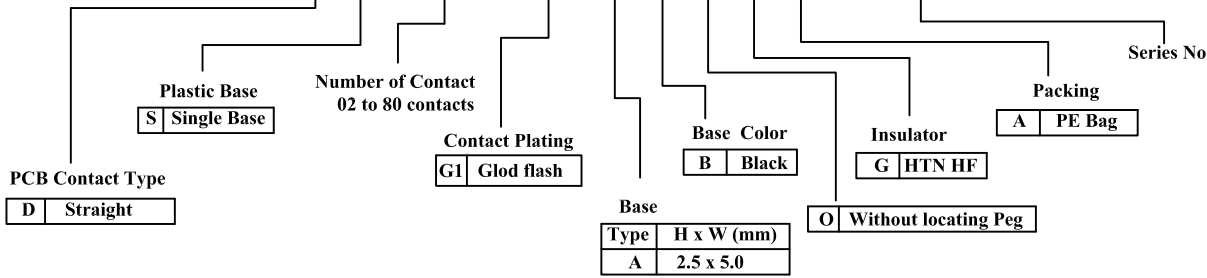 Series No
Plastic Base
S Single Base
Number of Contact
02 to 80 contacts
Packing
A PE Bag
Contact Plating
G1 Glod flash
Base Color
B Black
Insulator
G HTN HF
PCB Contact Type
D Straight
Base
Type H x W (mm)
A 2.5 x 5.0
O Without locating Peg